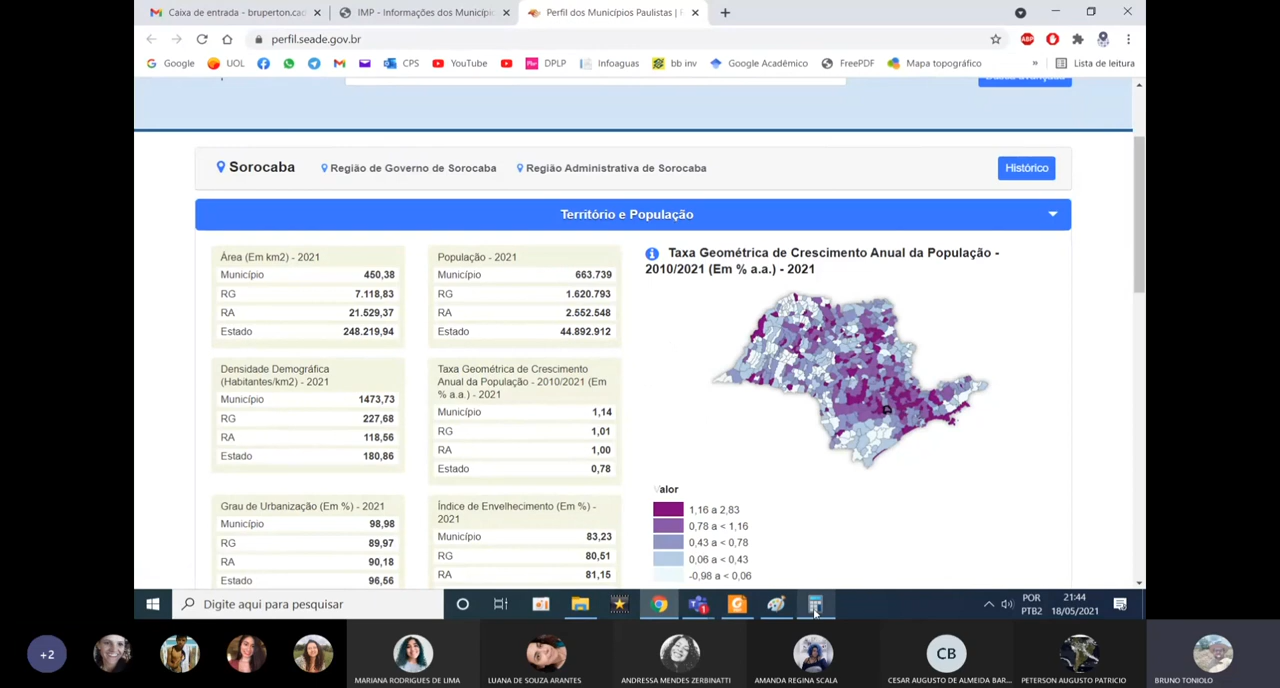 Caixa de entrada - bruperton.cad
IMP - Informações dos Município
Perfil dos Municípios Paulistas |
perfil.seade.gov.br
ABP
Google
UOL
CPS
YouTube
DPLP
Infoaguas
bb inv
Google Acadêmico
FreePDF
Mapa topográfico
»
Lista de leitura
Sorocaba
Região de Governo de Sorocaba
Região Administrativa de Sorocaba
Histórico
Território e População
Área (Em km2) - 2021
Município 450,38
RG 7.118,83
RA 21.529,37
Estado 248.219,94
População - 2021
Município 663.739
RG 1.620.793
RA 2.552.548
Estado 44.892.912
Densidade Demográfica
(Habitantes/km2) - 2021
Município 1473,73
RG 227,68
RA 118,56
Estado 180,86
Taxa Geométrica de Crescimento
Anual da População - 2010/2021 (Em
% a.a.) - 2021
Município 1,14
RG 1,01
RA 1,00
Estado 0,78
Grau de Urbanização (Em %) - 2021
Município 98,98
RG 89,97
RA 90,18
Estado 96,56
Índice de Envelhecimento (Em %) -
2021
Município 83,23
RG 80,51
RA 81,15
Taxa Geométrica de Crescimento Anual da População -
2010/2021 (Em % a.a.) - 2021
Valor
1,16 a 2,83
0,78 a < 1,16
0,43 a < 0,78
0,06 a < 0,43
-0,98 a < 0,06
Digite aqui para pesquisar
POR
PTB2
21:44
18/05/2021
+2
MARIANA RODRIGUES DE LIMA
LUANA DE SOUZA ARANTES
ANDRESSA MENDES ZERBINATTI
AMANDA REGINA SCALA
CB
CESAR AUGUSTO DE ALMEIDA BAR...
PETERSON AUGUSTO PATRICIO
BRUNO TONIOLO